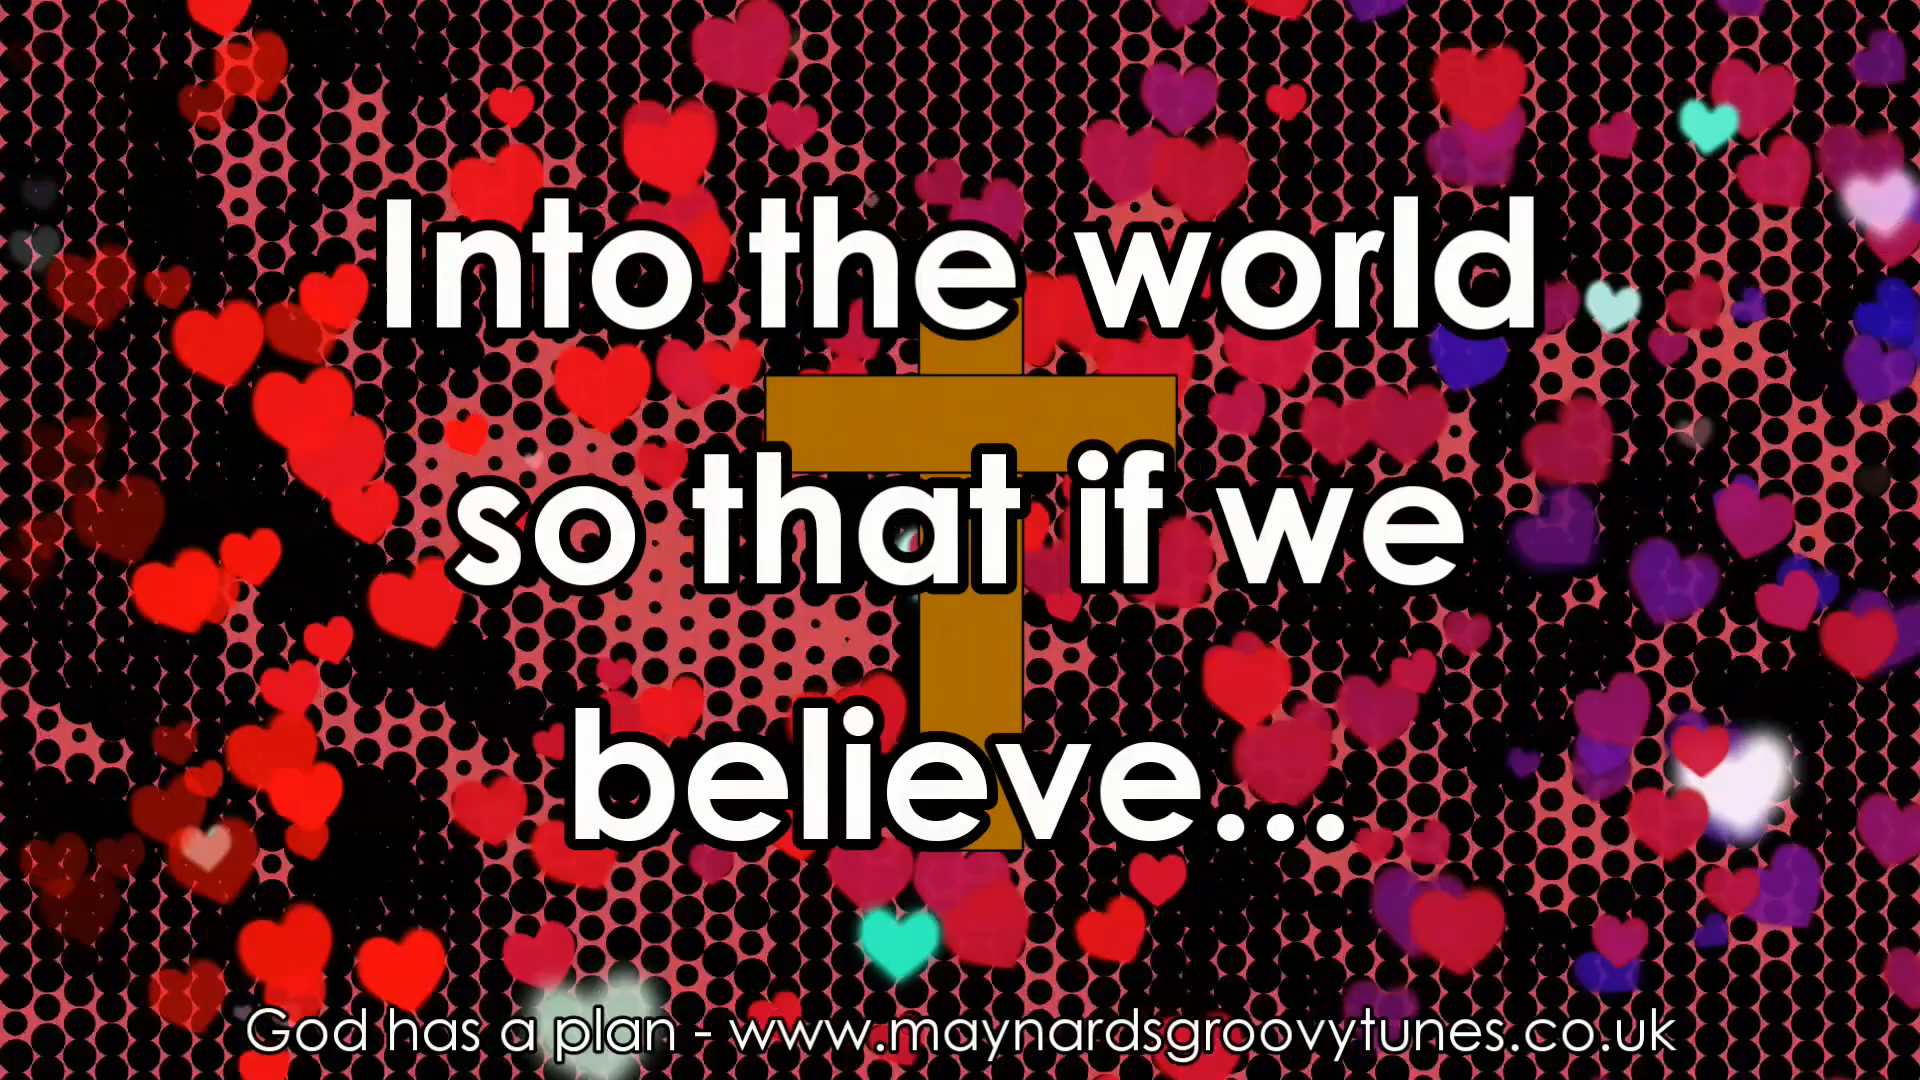 Into the world
so that if we
believe...
God has a plan - www.maynardsgroovytunes.co.uk